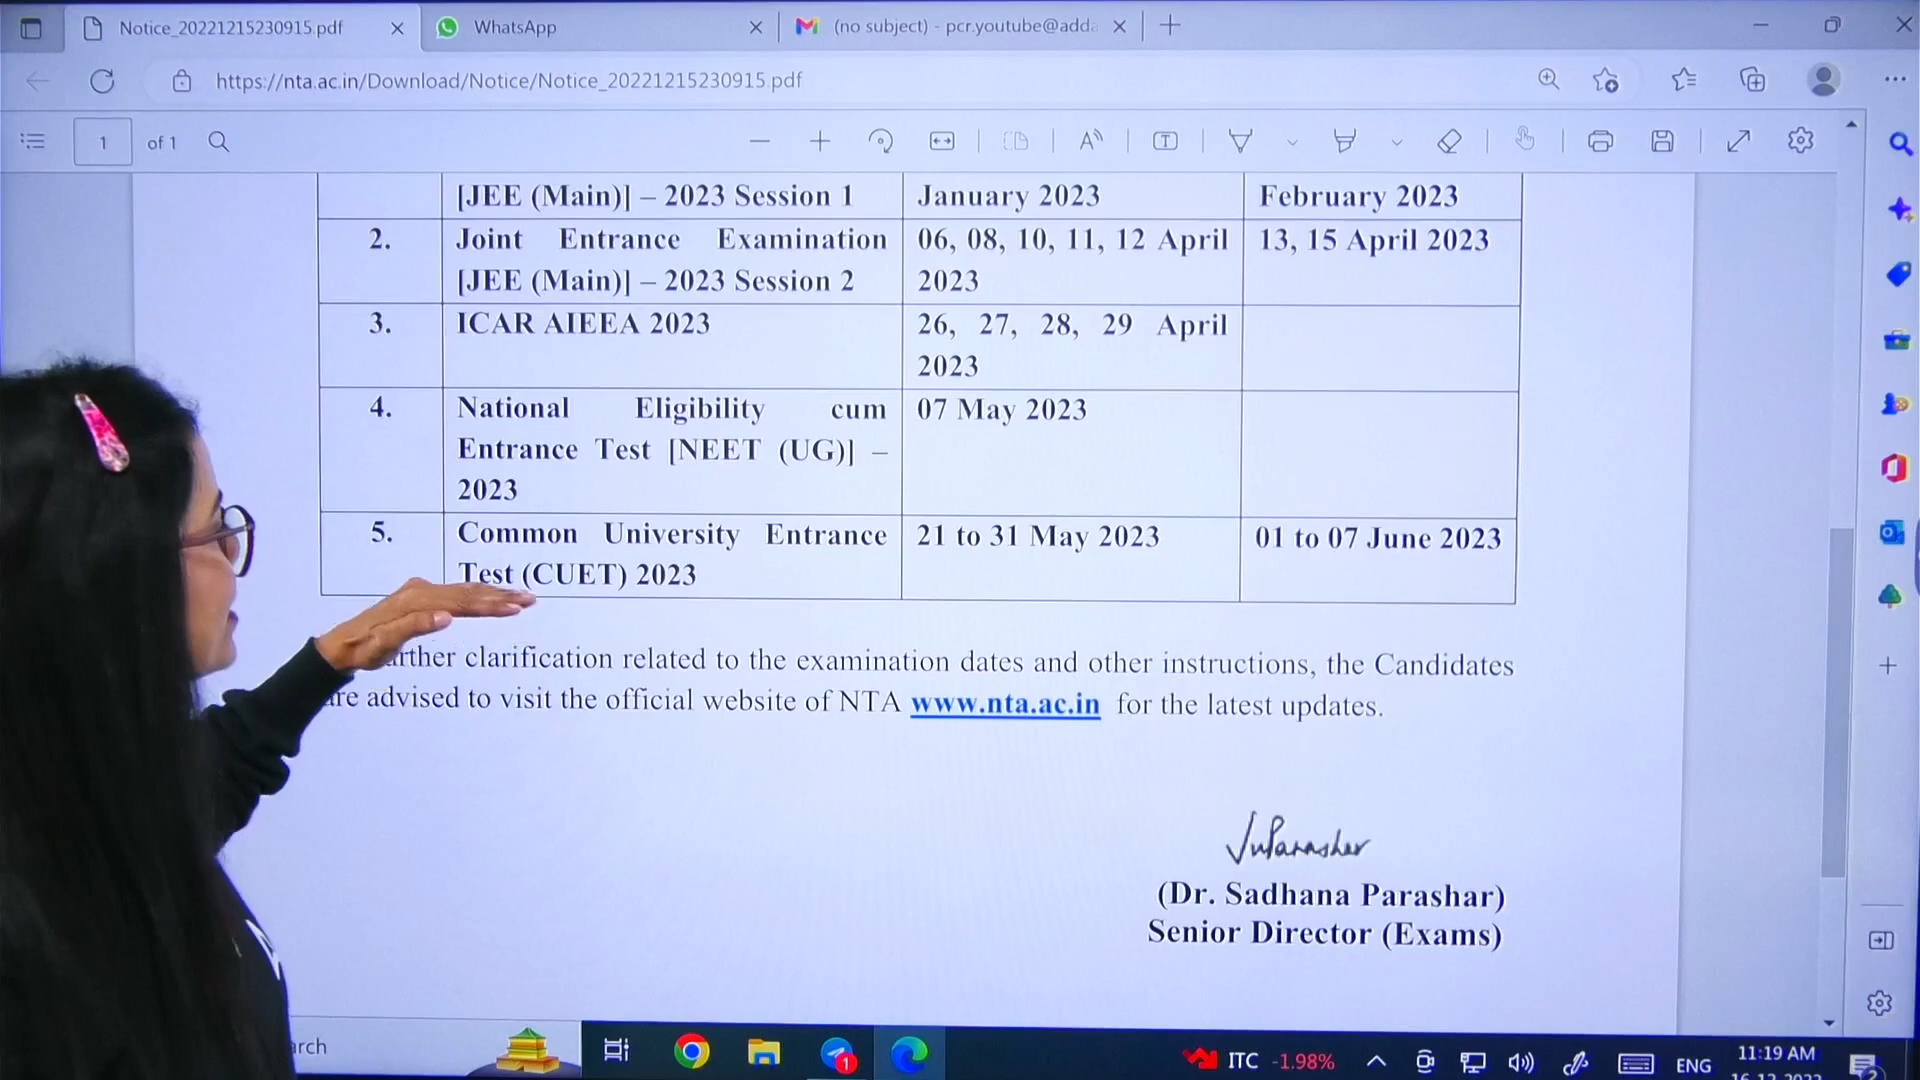 Notice_20221215230915.pdf
WhatsApp
(no subject) - pcr.youtube@adda
https://nta.ac.in/Download/Notice/Notice_20221215230915.pdf
1 of 1
[JEE (Main)] – 2023 Session 1 January 2023 February 2023
2. Joint Entrance Examination 06, 08, 10, 11, 12 April 13, 15 April 2023
[JEE (Main)] – 2023 Session 2 2023
3. ICAR AIEEA 2023 26, 27, 28, 29 April
2023
4. National Eligibility cum 07 May 2023
Entrance Test [NEET (UG)] –
2023
5. Common University Entrance 21 to 31 May 2023 01 to 07 June 2023
Test (CUET) 2023
rther clarification related to the examination dates and other instructions, the Candidates
re advised to visit the official website of NTA www.nta.ac.in for the latest updates.
(Dr. Sadhana Parashar)
Senior Director (Exams)
arch
1
ITC -1.98%
ENG
11:19 AM
2